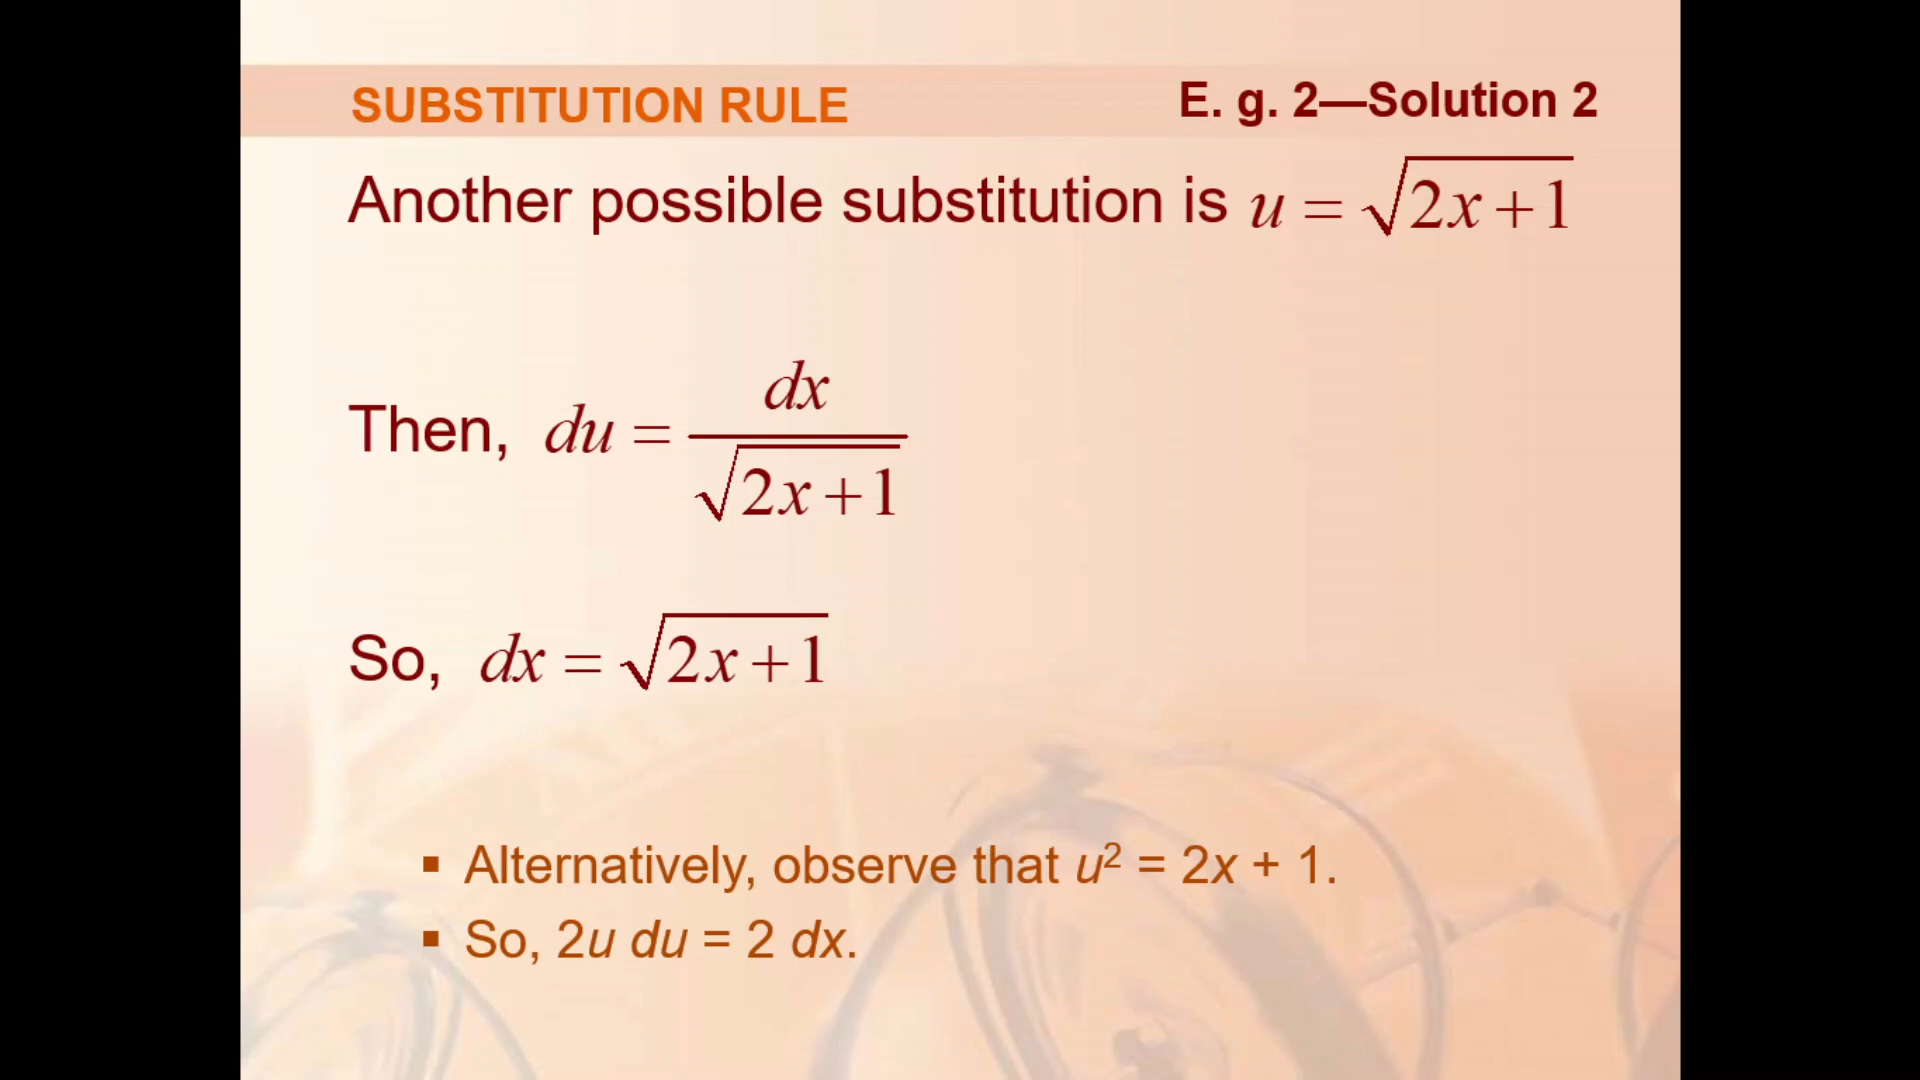 SUBSTITUTION RULE
E. g. 2—Solution 2
Another possible substitution is u = √(2x + 1)
Then, du = dx / √(2x + 1)
So, dx = √(2x + 1)
▪ Alternatively, observe that u² = 2x + 1.
▪ So, 2u du = 2 dx.